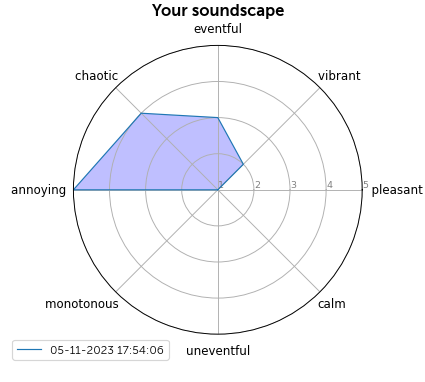 Your soundscape
eventful
chaotic
vibrant
annoying
1
2
3
4
5
pleasant
monotonous
calm
uneventful
05-11-2023 17:54:06